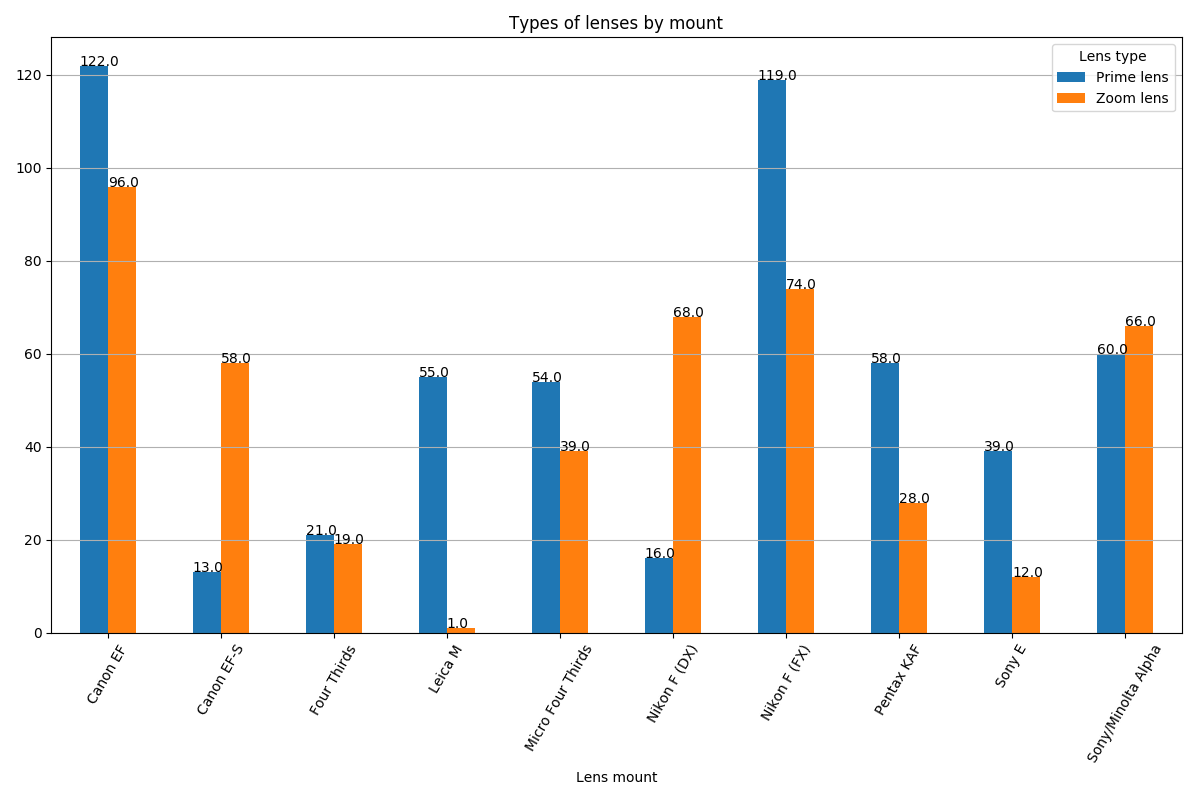 Types of lenses by mount
Lens type
Prime lens
Zoom lens
120
100
80
60
40
20
0
122.0
96.0
13.0
58.0
21.0
19.0
55.0
1.0
54.0
39.0
16.0
68.0
119.0
74.0
58.0
28.0
39.0
12.0
60.0
66.0
Canon EF
Canon EF-S
Four Thirds
Leica M
Micro Four Thirds
Nikon F (DX)
Nikon F (FX)
Pentax KAF
Sony E
Sony/Minolta Alpha
Lens mount